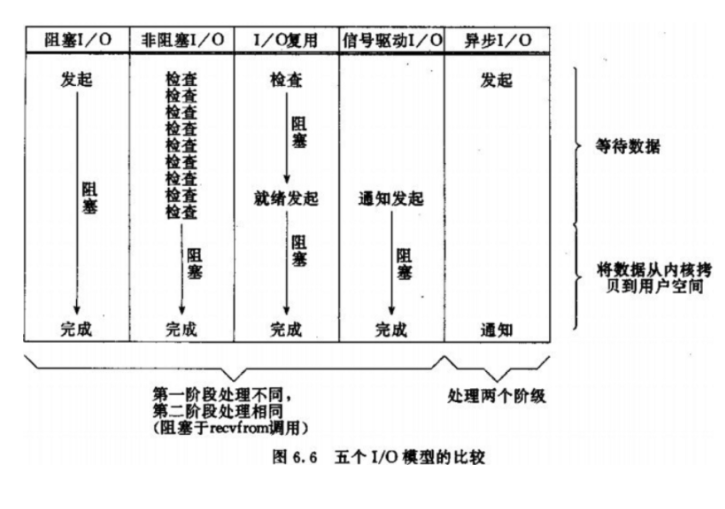 阻塞I/O 非阻塞I/O I/O复用 信号驱动I/O 异步I/O
发起 检查 检查 发起
检查
检查
检查
检查
检查
检查
检查
检查
阻塞
阻塞
就绪发起 通知发起
等待数据
阻塞 阻塞 阻塞
将数据从内核拷
贝到用户空间
完成 完成 完成 完成 通知
第一阶段处理不同，
第二阶段处理相同
（阻塞于recvfrom调用）
处理两个阶级
图 6.6 五个 I/O 模型的比较